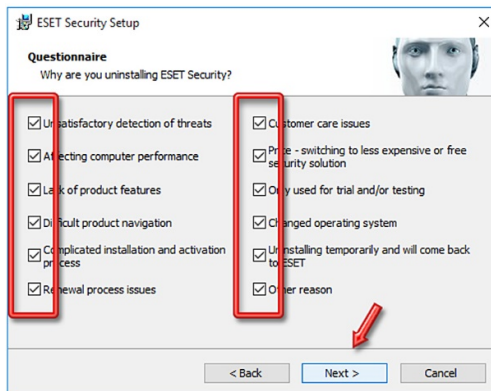 ESET Security Setup
Questionnaire
Why are you uninstalling ESET Security?
Unsatisfactory detection of threats
Affecting computer performance
Lack of product features
Difficult product navigation
Complicated installation and activation
process
Renewal process issues
Customer care issues
Price - switching to less expensive or free
security solution
Only used for trial and/or testing
Changed operating system
Uninstalling temporarily and will come back
to ESET
Other reason
< Back
Next >
Cancel